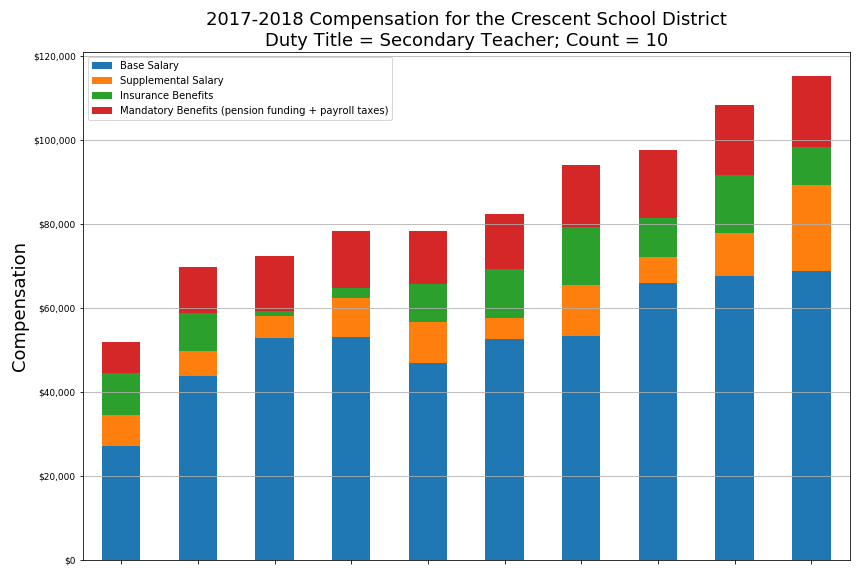 2017-2018 Compensation for the Crescent School District
Duty Title = Secondary Teacher; Count = 10
Base Salary
Supplemental Salary
Insurance Benefits
Mandatory Benefits (pension funding + payroll taxes)
Compensation
$120,000
$100,000
$80,000
$60,000
$40,000
$20,000
$0